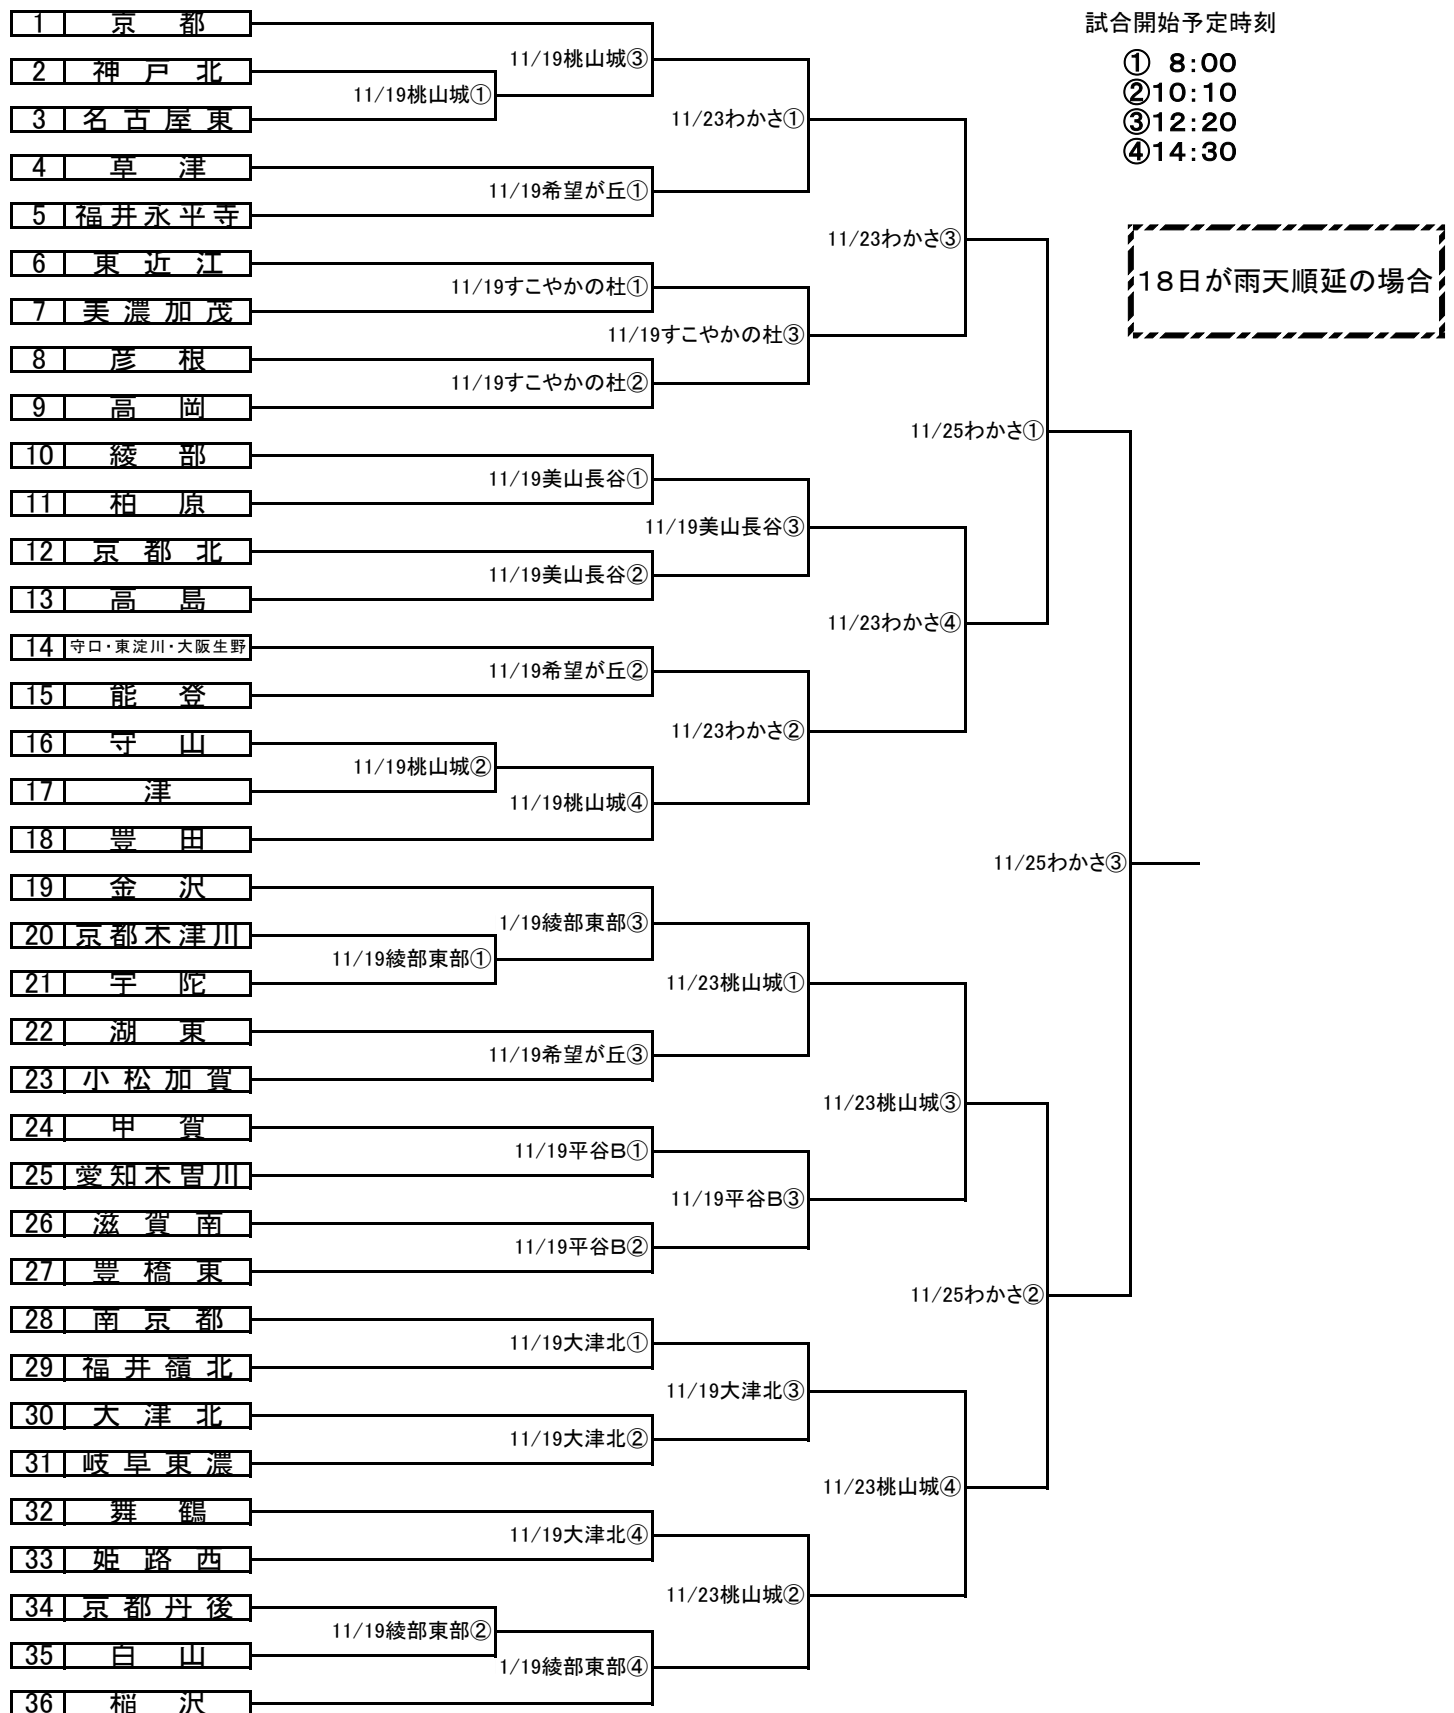 試合開始予定時刻
① 8:00
②10:10
③12:20
④14:30
18日が雨天順延の場合
1 京都
2 神戸北
3 名古屋東
4 草津
5 福井永平寺
6 東近江
7 美濃加茂
8 彦根
9 高岡
10 綾部
11 柏原
12 京都北
13 高島
14 守口・東淀川・大阪生野
15 能登
16 守山
17 津
18 豊田
19 金沢
20 京都木津川
21 宇陀
22 湖東
23 小松加賀
24 甲賀
25 愛知木曽川
26 滋賀南
27 豊橋東
28 南京都
29 福井嶺北
30 大津北
31 岐阜東濃
32 舞鶴
33 姫路西
34 京都丹後
35 白山
36 稲沢
11/19桃山城①
11/19桃山城②
11/19綾部東部①
11/19綾部東部②
11/19桃山城③
11/19希望が丘①
11/19すこやかの杜①
11/19すこやかの杜②
11/19美山長谷①
11/19美山長谷②
11/19希望が丘②
11/19桃山城④
1/19綾部東部③
11/19希望が丘③
11/19平谷B①
11/19平谷B②
11/19大津北①
11/19大津北②
11/19大津北④
1/19綾部東部④
11/23わかさ①
11/19すこやかの杜③
11/19美山長谷③
11/23わかさ②
11/23桃山城①
11/19平谷B③
11/19大津北③
11/23桃山城②
11/23わかさ③
11/23わかさ④
11/23桃山城③
11/23桃山城④
11/25わかさ①
11/25わかさ②
11/25わかさ③